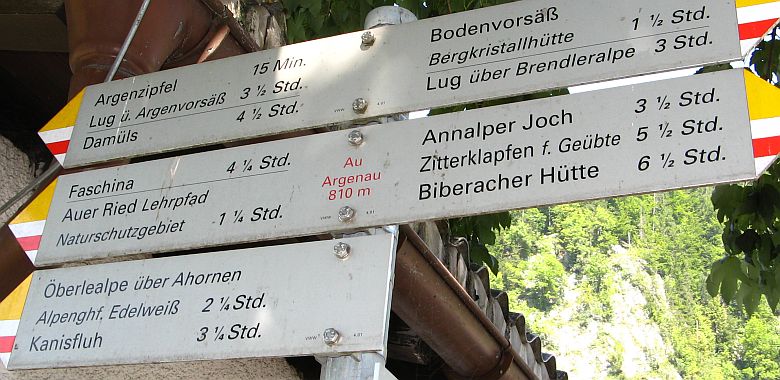 Argenzipfel 15 Min.
Lug ü. Argenvorsäß 3 ½ Std.
Damüls 4 ½ Std.
Bodenvorsäß 1 ½ Std.
Bergkristallhütte
Lug über Brendleralpe 3 Std.
Faschina 4 ¼ Std.
Auer Ried Lehrpfad
Naturschutzgebiet 1 ¼ Std.
Au
Argenau
810 m
Annalper Joch 3 ½ Std.
Zitterklapfen f. Geübte 5 ½ Std.
Biberacher Hütte 6 ½ Std.
Öberlealpe über Ahornen
Alpenghf. Edelweiß 2 ¼ Std.
Kanisfluh 3 ¼ Std.